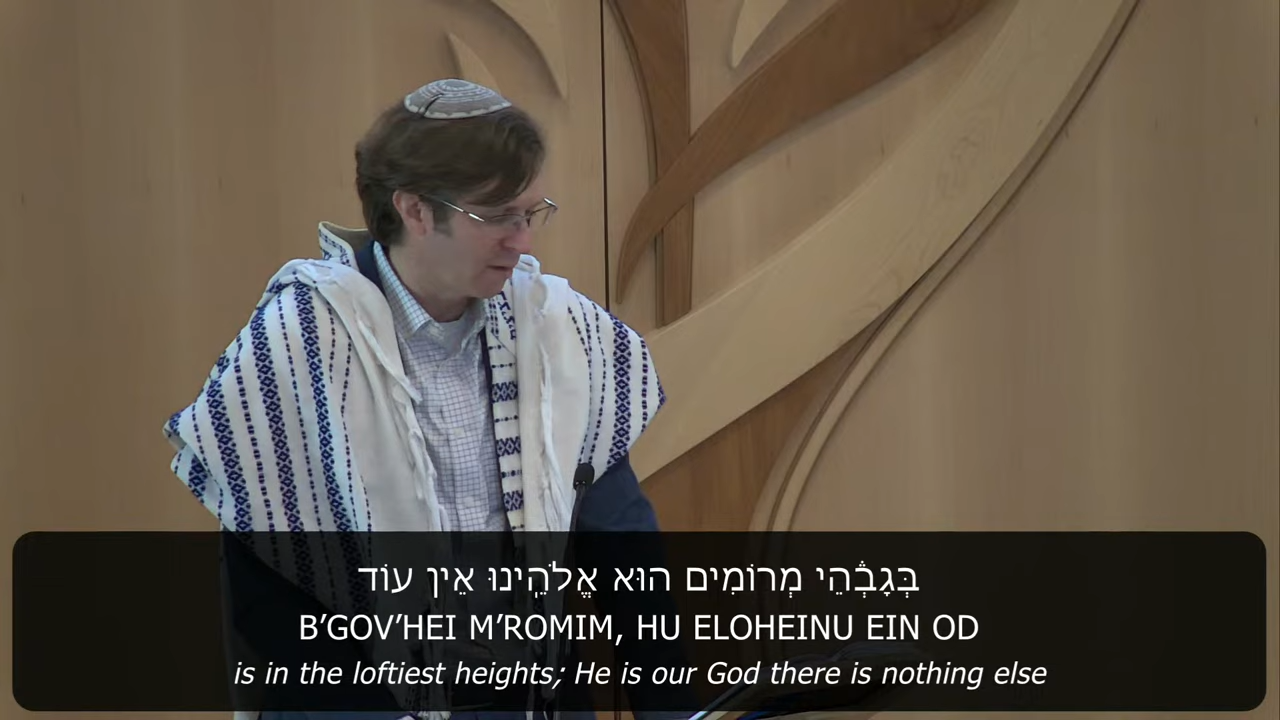 בְּגָבְ֒הֵי מְרוֹמִים הוּא אֱלֹהֵֽינוּ אֵין עוֹד
B’GOV’HEI M’ROMIM, HU ELOHEINU EIN OD
is in the loftiest heights; He is our God there is nothing else